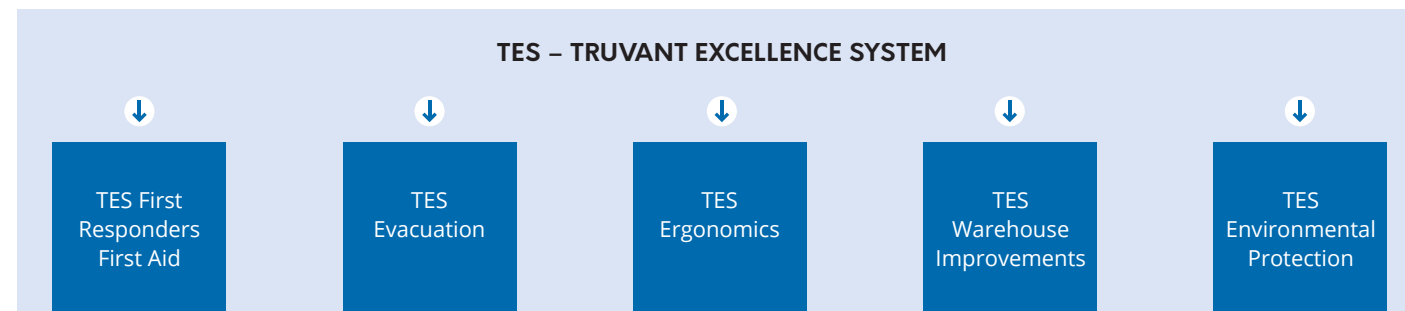 TES – TRUVANT EXCELLENCE SYSTEM
TES First
Responders
First Aid
TES
Evacuation
TES
Ergonomics
TES
Warehouse
Improvements
TES
Environmental
Protection